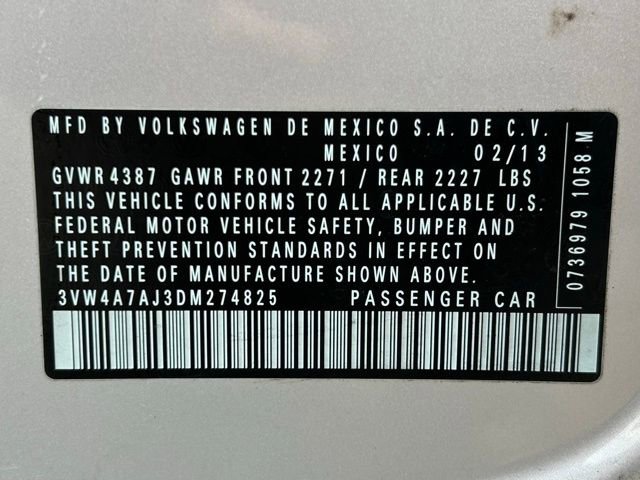 MFD BY VOLKSWAGEN DE MEXICO S.A. DE C.V.
MEXICO 02/13
GVWR 4387 GAWR FRONT 2271 / REAR 2227 LBS
THIS VEHICLE CONFORMS TO ALL APPLICABLE U.S.
FEDERAL MOTOR VEHICLE SAFETY, BUMPER AND
THEFT PREVENTION STANDARDS IN EFFECT ON
THE DATE OF MANUFACTURE SHOWN ABOVE.
3VW4A7AJ3DM274825 PASSENGER CAR
0736979 1058 M